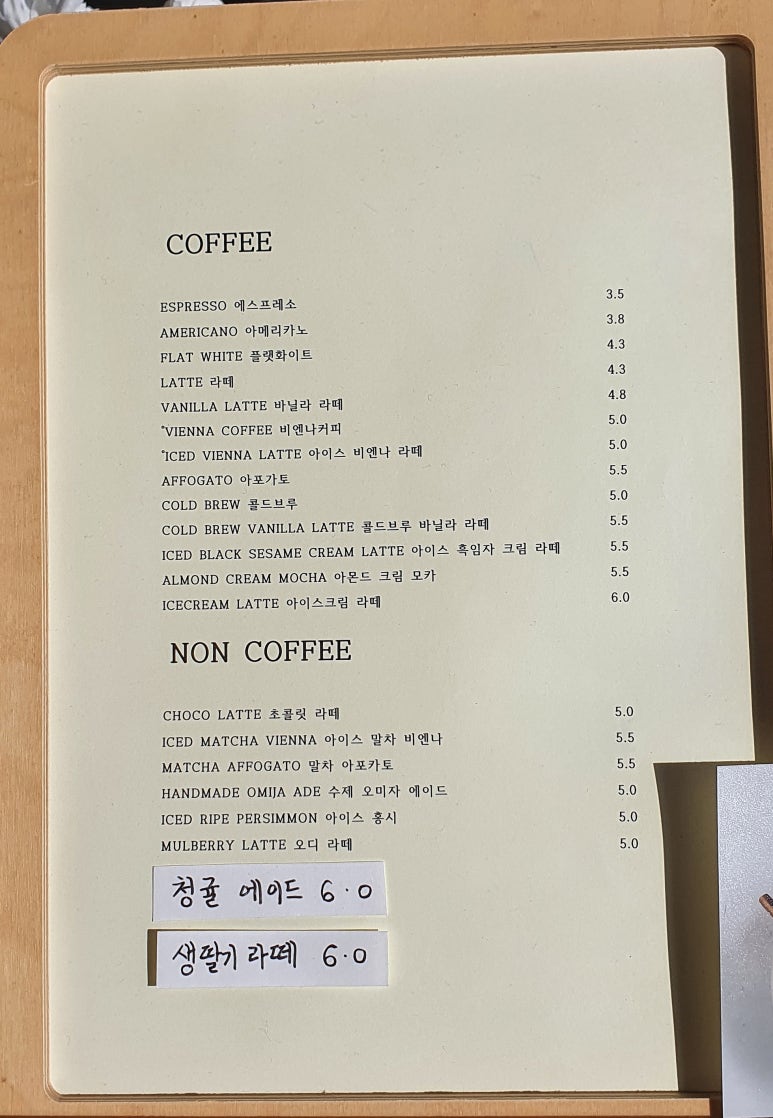 COFFEE
ESPRESSO 에스프레소 3.5
AMERICANO 아메리카노 3.8
FLAT WHITE 플랫화이트 4.3
LATTE 라떼 4.3
VANILLA LATTE 바닐라 라떼 4.8
*VIENNA COFFEE 비엔나커피 5.0
*ICED VIENNA LATTE 아이스 비엔나 라떼 5.0
AFFOGATO 아포가토 5.5
COLD BREW 콜드브루 5.0
COLD BREW VANILLA LATTE 콜드브루 바닐라 라떼 5.5
ICED BLACK SESAME CREAM LATTE 아이스 흑임자 크림 라떼 5.5
ALMOND CREAM MOCHA 아몬드 크림 모카 5.5
ICECREAM LATTE 아이스크림 라떼 6.0
NON COFFEE
CHOCO LATTE 초콜릿 라떼 5.0
ICED MATCHA VIENNA 아이스 말차 비엔나 5.5
MATCHA AFFOGATO 말차 아포카토 5.5
HANDMADE OMIJA ADE 수제 오미자 에이드 5.0
ICED RIPE PERSIMMON 아이스 홍시 5.0
MULBERRY LATTE 오디 라떼 5.0
청귤 에이드 6.0
생딸기 라떼 6.0